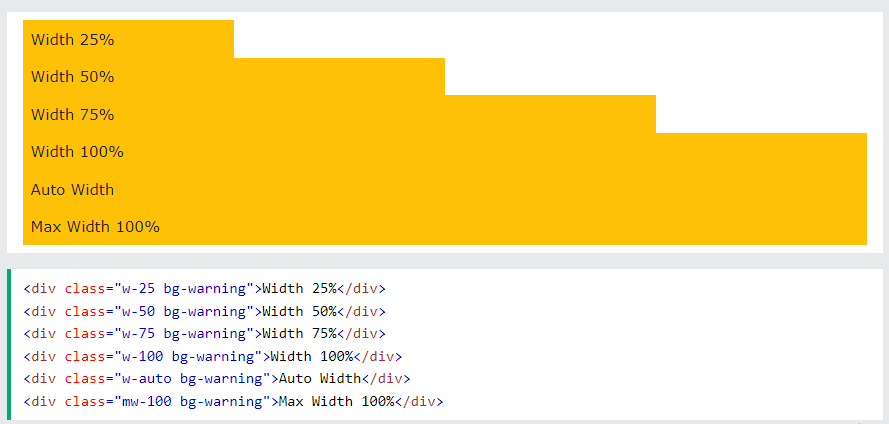 Width 25%
Width 50%
Width 75%
Width 100%
Auto Width
Max Width 100%
<div class="w-25 bg-warning">Width 25%</div>
<div class="w-50 bg-warning">Width 50%</div>
<div class="w-75 bg-warning">Width 75%</div>
<div class="w-100 bg-warning">Width 100%</div>
<div class="w-auto bg-warning">Auto Width</div>
<div class="mw-100 bg-warning">Max Width 100%</div>